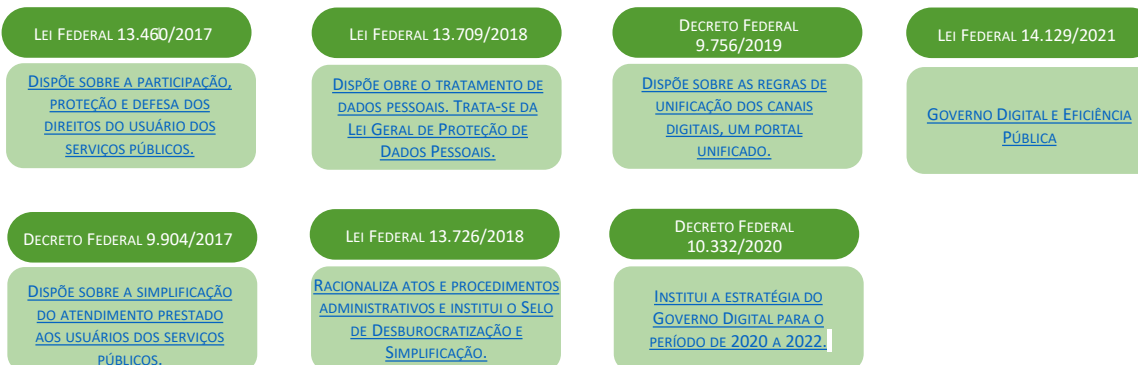 LEI FEDERAL 13.460/2017
DISPÕE SOBRE A PARTICIPAÇÃO,
PROTEÇÃO E DEFESA DOS
DIREITOS DO USUÁRIO DOS
SERVIÇOS PÚBLICOS.
LEI FEDERAL 13.709/2018
DISPÕE OBRE O TRATAMENTO DE
DADOS PESSOAIS. TRATA-SE DA
LEI GERAL DE PROTEÇÃO DE
DADOS PESSOAIS.
DECRETO FEDERAL
9.756/2019
DISPÕE SOBRE AS REGRAS DE
UNIFICAÇÃO DOS CANAIS
DIGITAIS, UM PORTAL
UNIFICADO.
LEI FEDERAL 14.129/2021
GOVERNO DIGITAL E EFICIÊNCIA
PÚBLICA
DECRETO FEDERAL 9.904/2017
DISPÕE SOBRE A SIMPLIFICAÇÃO
DO ATENDIMENTO PRESTADO
AOS USUÁRIOS DOS SERVIÇOS
PÚBLICOS.
LEI FEDERAL 13.726/2018
RACIONALIZA ATOS E PROCEDIMENTOS
ADMINISTRATIVOS E INSTITUI O SELO
DE DESBUROCRATIZAÇÃO E
SIMPLIFICAÇÃO.
DECRETO FEDERAL
10.332/2020
INSTITUI A ESTRATÉGIA DO
GOVERNO DIGITAL PARA O
PERÍODO DE 2020 A 2022.